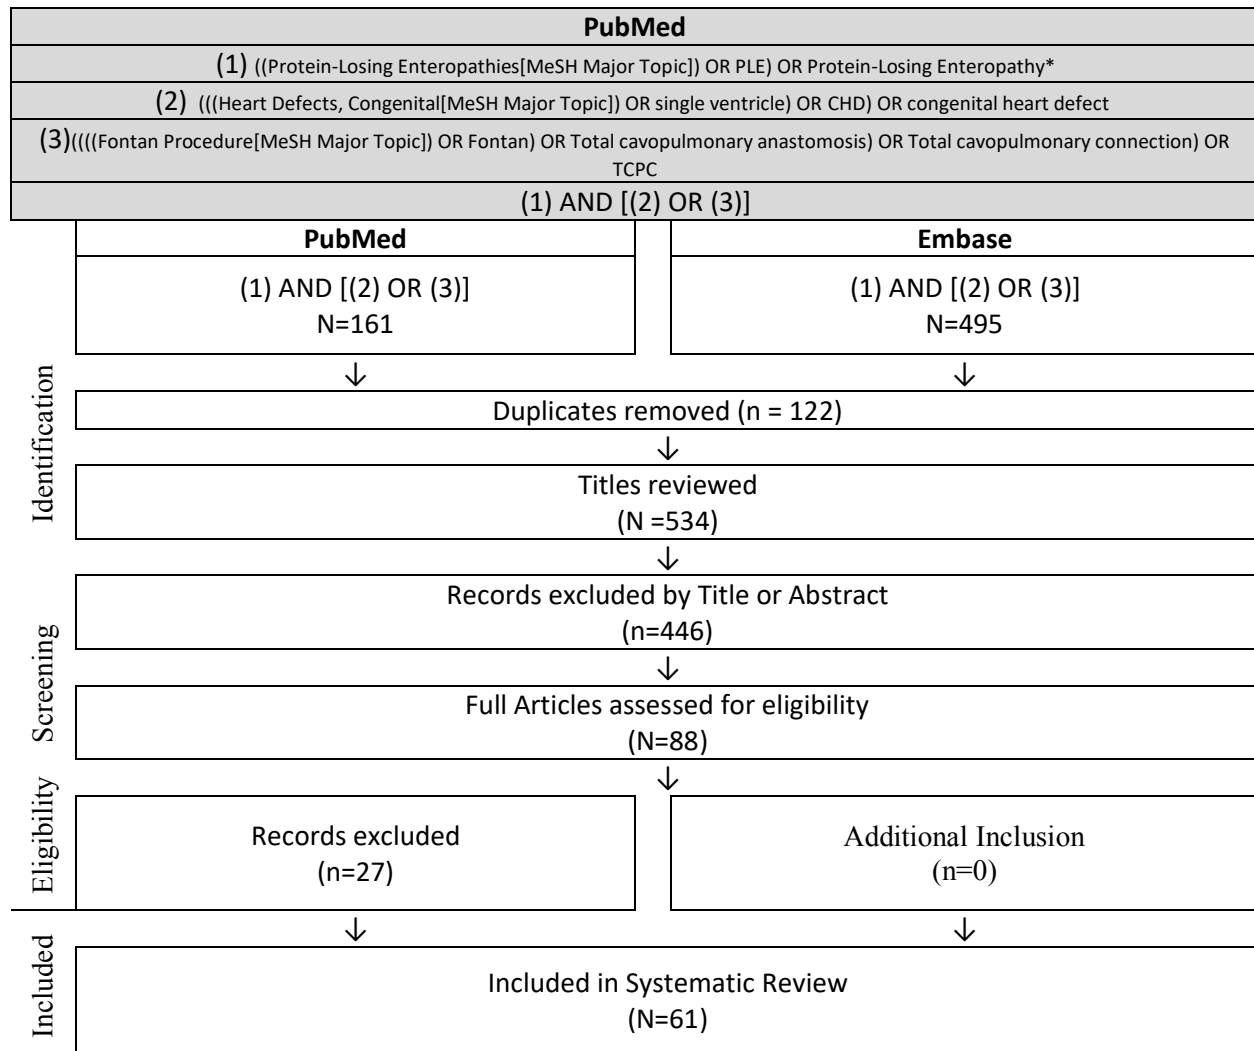 PubMed
(1) ((Protein-Losing Enteropathies[MeSH Major Topic]) OR PLE) OR Protein-Losing Enteropathy*
(2) (((Heart Defects, Congenital[MeSH Major Topic]) OR single ventricle) OR CHD) OR congenital heart defect
(3)((((Fontan Procedure[MeSH Major Topic]) OR Fontan) OR Total cavopulmonary anastomosis) OR Total cavopulmonary connection) OR
TCPC
(1) AND [(2) OR (3)]
PubMed
Embase
(1) AND [(2) OR (3)]
N=161
(1) AND [(2) OR (3)]
N=495
Identification
↓
↓
Duplicates removed (n = 122)
↓
Titles reviewed
(N =534)
↓
Screening
Records excluded by Title or Abstract
(n=446)
↓
Full Articles assessed for eligibility
(N=88)
↓
Eligibility
Records excluded
(n=27)
Additional Inclusion
(n=0)
↓
↓
Included
Included in Systematic Review
(N=61)